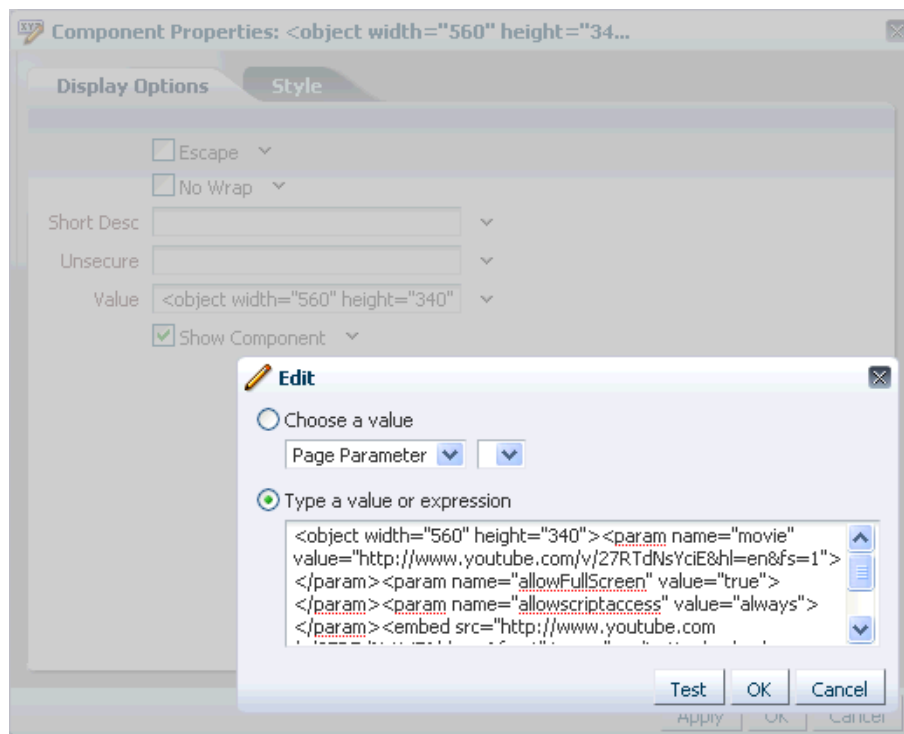 Component Properties: <object width="560" height="34...
Display Options
Style
Escape
No Wrap
Short Desc
Unsecure
Value <object width="560" height="340"
Show Component
Edit
Choose a value
Page Parameter
Type a value or expression
<object width="560" height="340"><param name="movie"
value="http://www.youtube.com/v/27RTdNsYciE&hl=en&fs=1">
</param><param name="allowFullScreen" value="true">
</param><param name="allowscriptaccess" value="always">
</param><embed src="http://www.youtube.com
Test OK Cancel
Apply OK Cancel